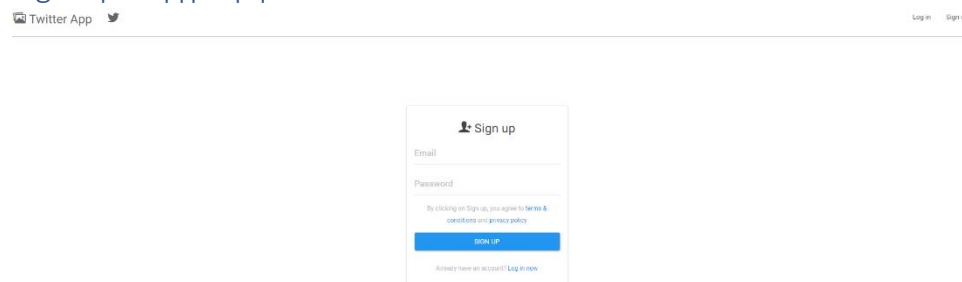 Twitter App
Log in
Sign
Sign up
Email
Password
By clicking on Sign up, you agree to terms &
conditions and privacy policy
SIGN UP
Already have an account? Log in now